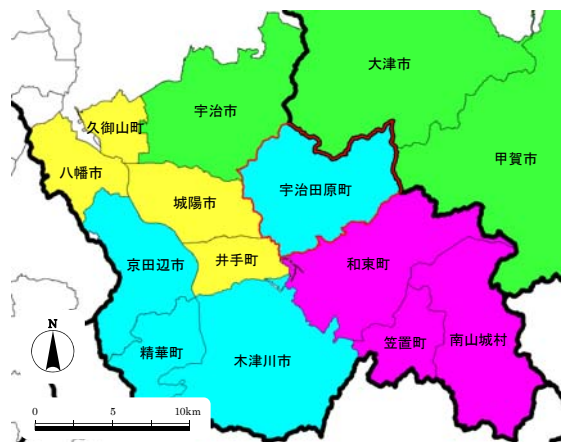 大津市
宇治市
久御山町
甲賀市
八幡市
宇治田原町
城陽市
井手町
京田辺市
和束町
笠置町
南山城村
精華町
木津川市
N
0 5 10km